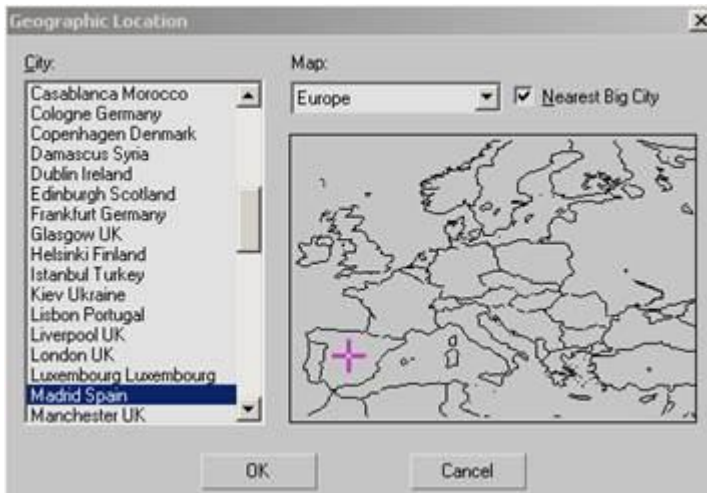 Geographic Location
City:
Casablanca Morocco
Cologne Germany
Copenhagen Denmark
Damascus Syria
Dublin Ireland
Edinburgh Scotland
Frankfurt Germany
Glasgow UK
Helsinki Finland
Istanbul Turkey
Kiev Ukraine
Lisbon Portugal
Liverpool UK
London UK
Luxembourg Luxembourg
Madrid Spain
Manchester UK
Map:
Europe
Nearest Big City
OK
Cancel